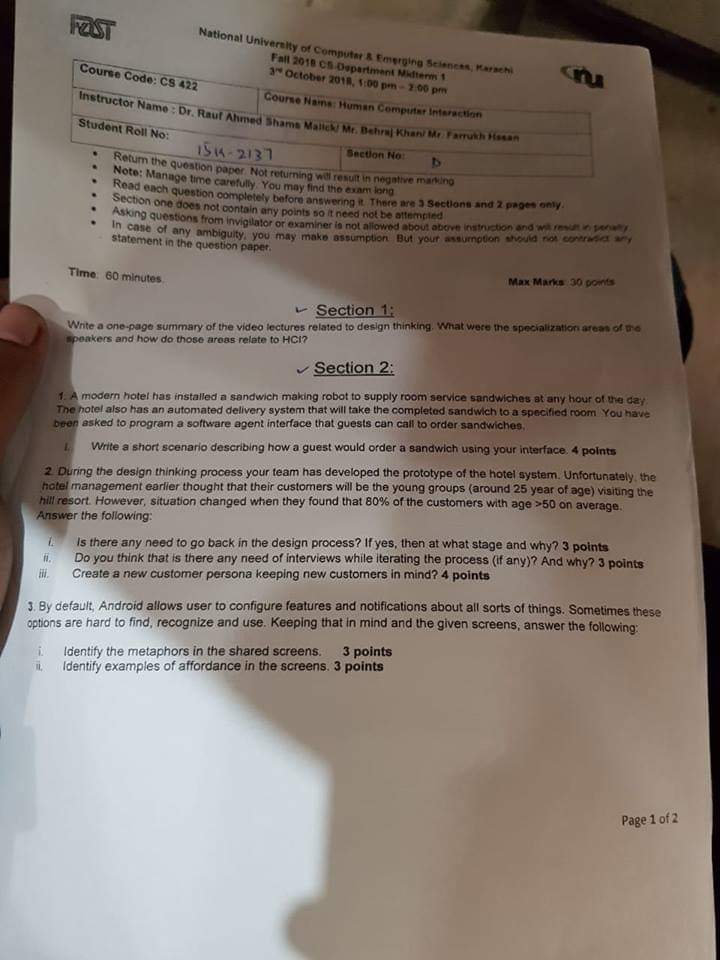 FAST
National University of Computer & Emerging Sciences, Karachi
Fall 2018 CS-Department Midterm 1
3rd October 2018, 1:00 pm – 2:00 pm
nu
Course Code: CS 422
Course Name: Human Computer Interaction
Instructor Name : Dr. Rauf Ahmed Shams Malick/ Mr. Behraj Khan/ Mr. Farrukh Hasan
Student Roll No: 15K-2137
Section No: D
• Return the question paper. Not returning will result in negative marking
• Note: Manage time carefully. You may find the exam long
• Read each question completely before answering it. There are 3 Sections and 2 pages only.
• Section one does not contain any points so it need not be attempted
• Asking questions from invigilator or examiner is not allowed about above instruction and will result in penalty
• In case of any ambiguity, you may make assumption. But your assumption should not contradict any
statement in the question paper.
Time: 60 minutes.
Max Marks: 30 points
Section 1:
Write a one-page summary of the video lectures related to design thinking. What were the specialization areas of the
speakers and how do those areas relate to HCI?
Section 2:
1. A modern hotel has installed a sandwich making robot to supply room service sandwiches at any hour of the day.
The hotel also has an automated delivery system that will take the completed sandwich to a specified room. You have
been asked to program a software agent interface that guests can call to order sandwiches.
i. Write a short scenario describing how a guest would order a sandwich using your interface. 4 points
2. During the design thinking process your team has developed the prototype of the hotel system. Unfortunately, the
hotel management earlier thought that their customers will be the young groups (around 25 year of age) visiting the
hill resort. However, situation changed when they found that 80% of the customers with age >50 on average.
Answer the following:
i. Is there any need to go back in the design process? If yes, then at what stage and why? 3 points
ii. Do you think that is there any need of interviews while iterating the process (if any)? And why? 3 points
iii. Create a new customer persona keeping new customers in mind? 4 points
3. By default, Android allows user to configure features and notifications about all sorts of things. Sometimes these
options are hard to find, recognize and use. Keeping that in mind and the given screens, answer the following:
i. Identify the metaphors in the shared screens. 3 points
ii. Identify examples of affordance in the screens. 3 points
Page 1 of 2